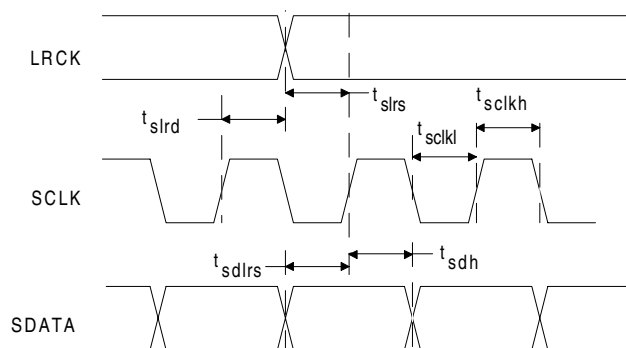 LRCK
t slrs
t sclkh
t slrd
t sclkl
SCLK
t sdlrs
t sdh
SDATA